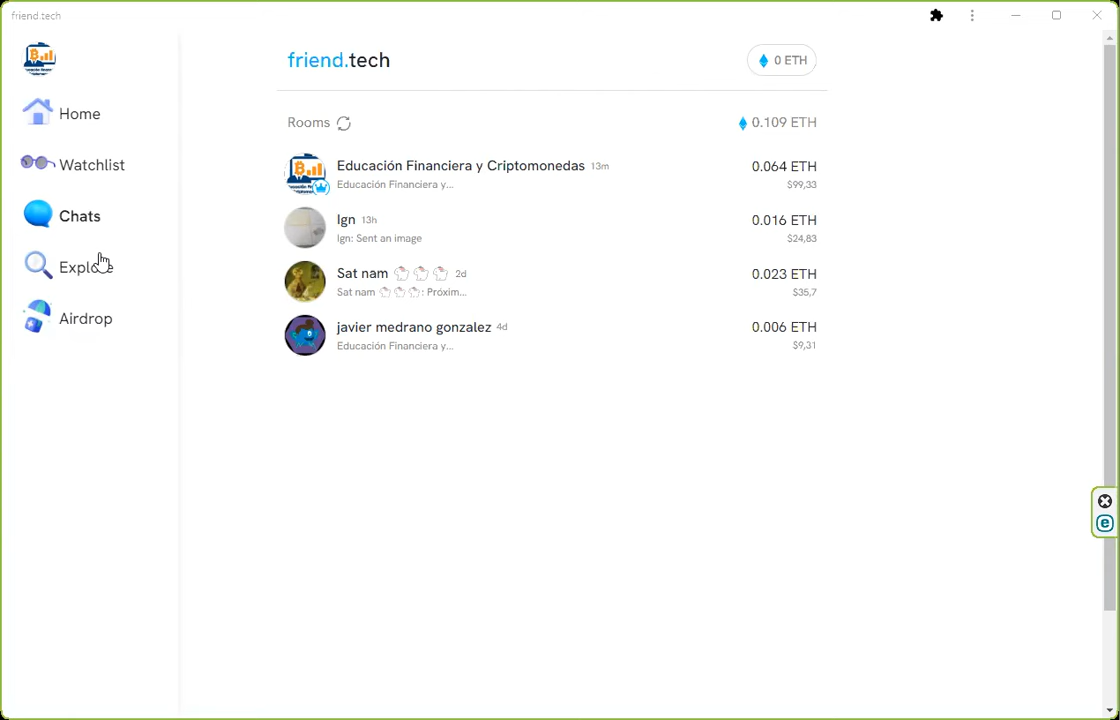 friend.tech
friend.tech
0 ETH
Home
Watchlist
Chats
Airdrop
Rooms
0.109 ETH
Educación Financiera y Criptomonedas 13m
Educación Financiera y...
0.064 ETH
$99,33
Ign 13h
Ign: Sent an image
0.016 ETH
$24,83
Sat nam 2d
Sat nam : Próxim...
0.023 ETH
$35,7
javier medrano gonzalez 4d
Educación Financiera y...
0.006 ETH
$9,31